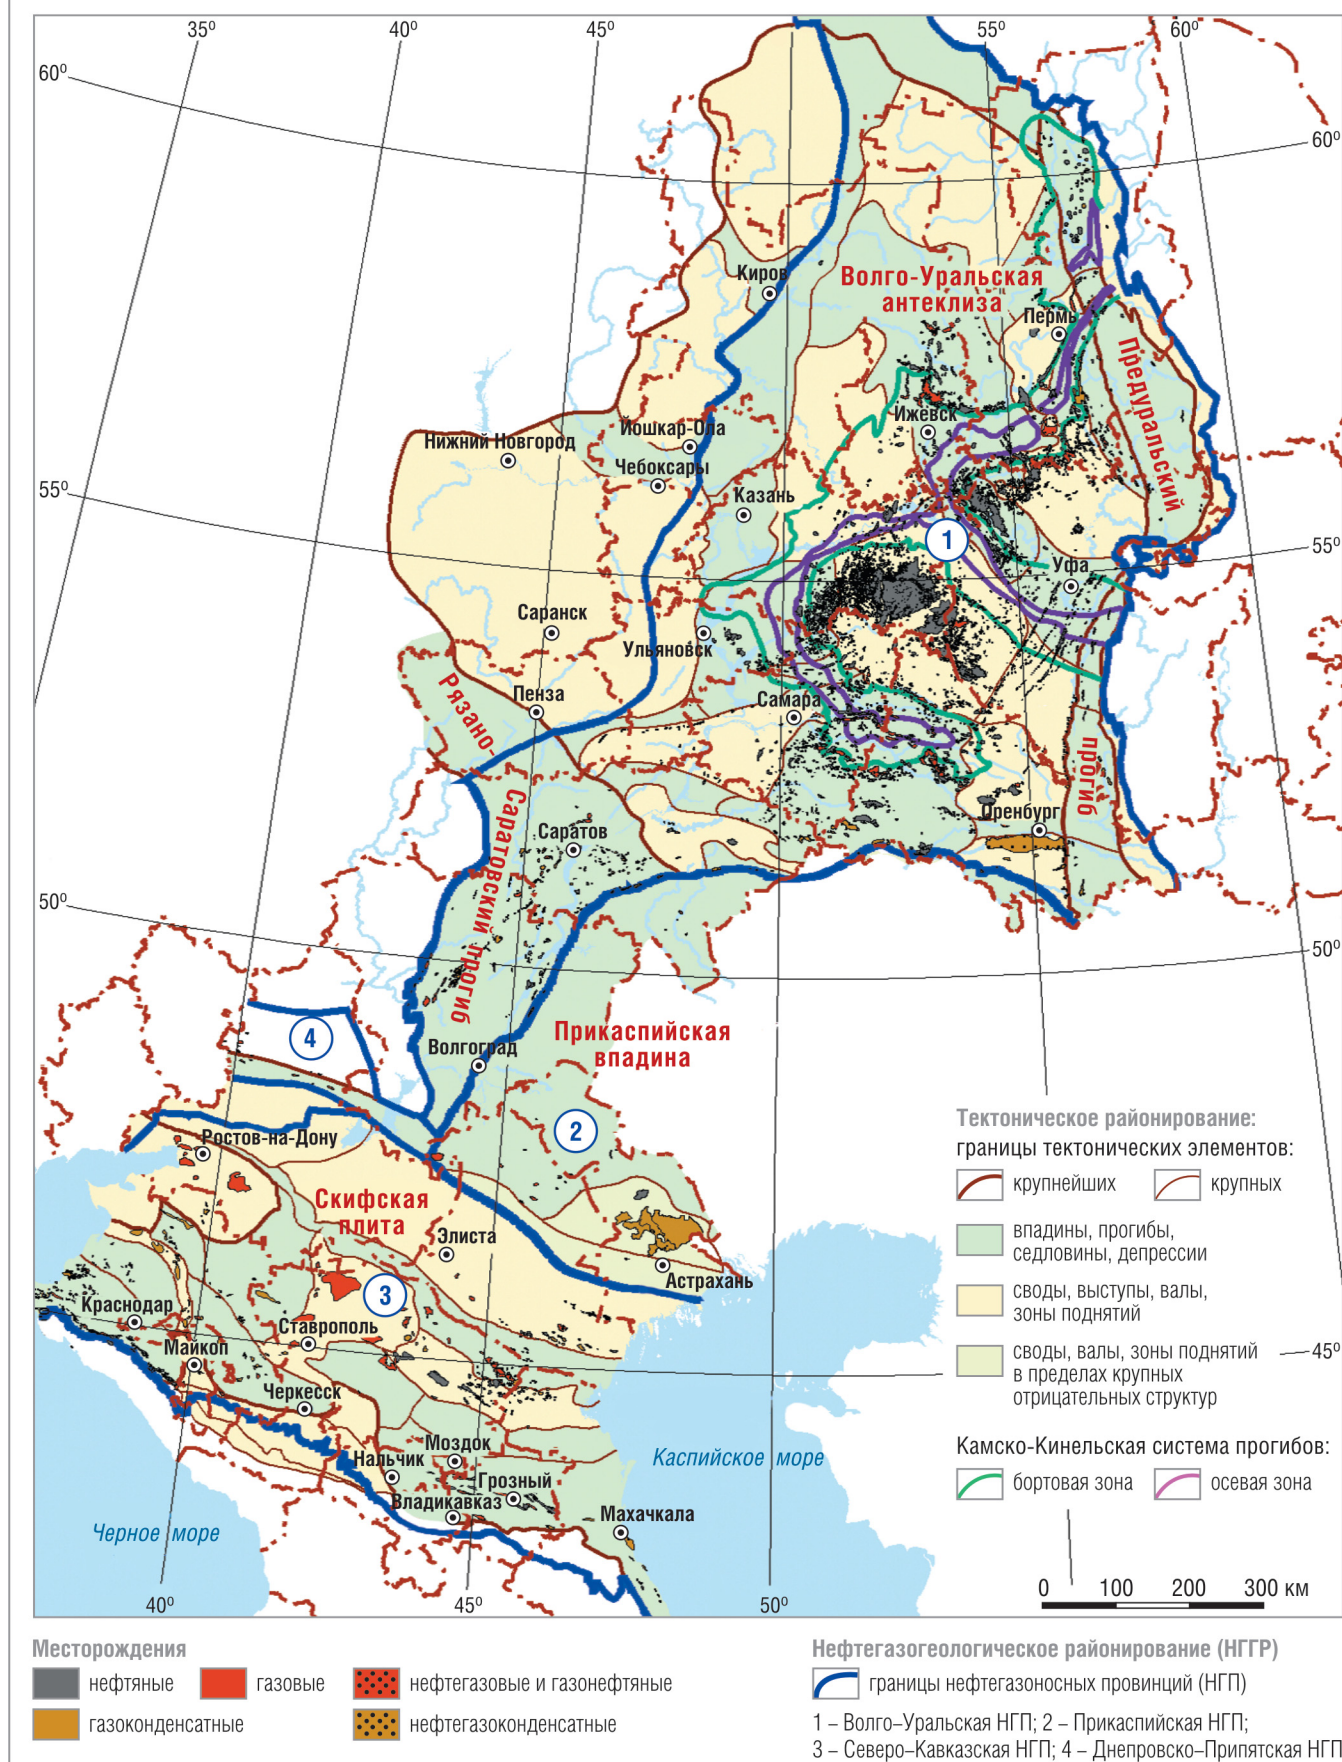 35⁰
40⁰
45⁰
55⁰
60⁰
60⁰
60⁰
Киров
Волго-Уральская
антеклиза
Пермь
Предуральский
Ижевск
Йошкар-Ола
Нижний Новгород
Чебоксары
Казань
55⁰
1
55⁰
Уфа
Саранск
Ульяновск
Рязано-
Пенза
Самара
прогиб
Саратовский прогиб
Саратов
Оренбург
50⁰
50⁰
4
Прикаспийская
впадина
Волгоград
2
Ростов-на-Дону
Скифская
плита
Элиста
Астрахань
3
Краснодар
Ставрополь
Майкоп
Черкесск
Моздок
Нальчик
Грозный
Владикавказ
Махачкала
Каспийское море
Черное море
40⁰
45⁰
50⁰
Тектоническое районирование:
границы тектонических элементов:
крупнейших
крупных
впадины, прогибы,
седловины, депрессии
своды, выступы, валы,
зоны поднятий
своды, валы, зоны поднятий
в пределах крупных
отрицательных структур
45⁰
Камско-Кинельская система прогибов:
бортовая зона
осевая зона
0 100 200 300 км
Месторождения
нефтяные
газовые
нефтегазовые и газонефтяные
газоконденсатные
нефтегазоконденсатные
Нефтегазогеологическое районирование (НГГР)
границы нефтегазоносных провинций (НГП)
1 – Волго–Уральская НГП; 2 – Прикаспийская НГП;
3 – Северо–Кавказская НГП; 4 – Днепровско–Припятская НГП